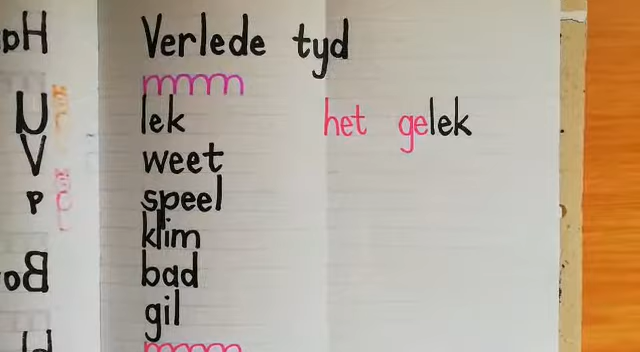 Verlede tyd
lek het gelek
weet
speel
klim
bad
gil